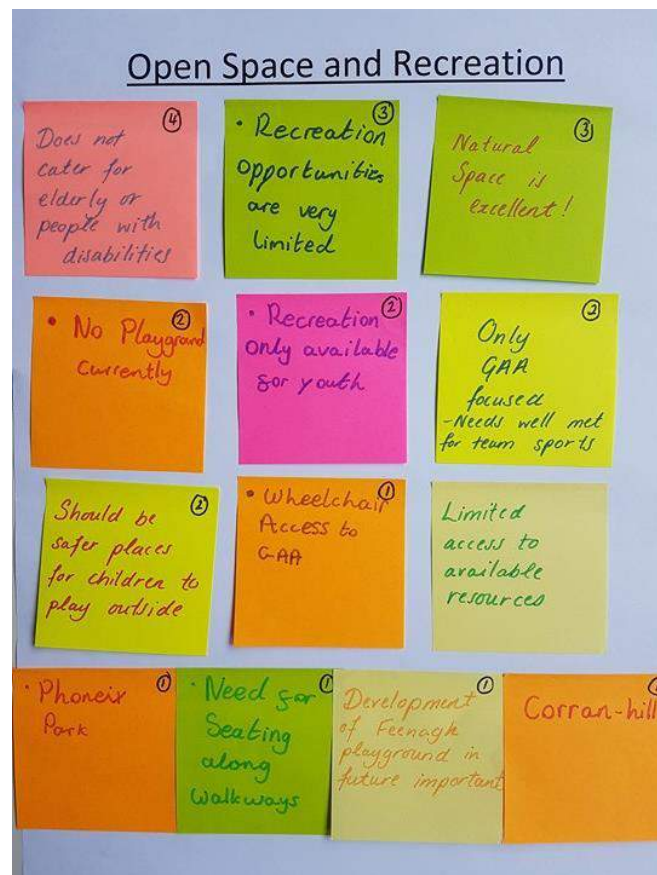 Open Space and Recreation
④
Does not
cater for
elderly or
people with
disabilities
③
• Recreation
opportunities
are very
limited
③
Natural
Space is
excellent!
②
• No Playground
Currently
②
• Recreation
Only available
for youth
②
Only
GAA
focused
-Needs well met
for team sports
②
Should be
safer places
for children to
play outside
①
• Wheelchair
Access to
GAA
Limited
access to
available
resources
①
• Phoneix
Park
①
• Need for
Seating
along
Walkways
①
Development
of Feenagh
playground in
future important
Corran-hill